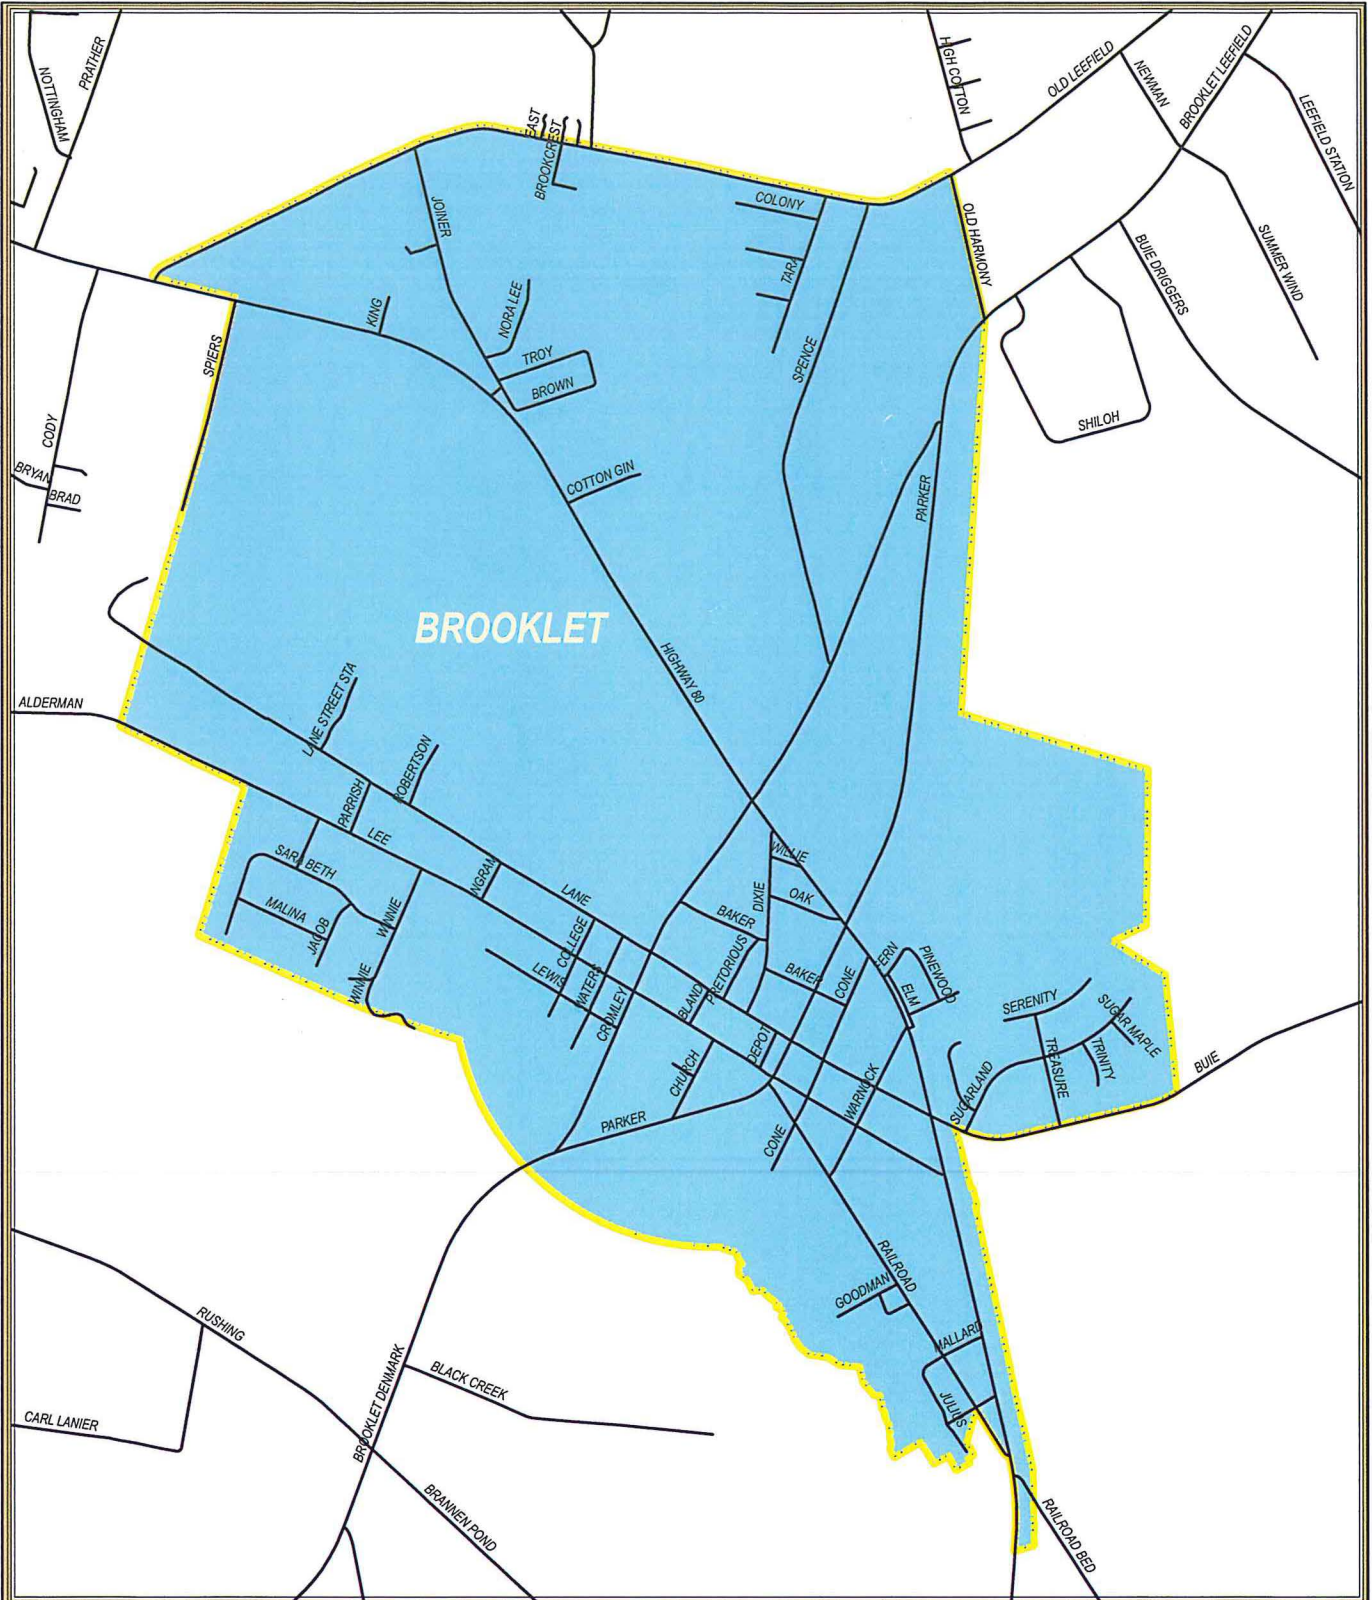 NOTTINGHAM
PRATHER
HIGH COTTON
OLD LEEFIELD
NEWMAN
BROOKLET LEEFIELD
LEEFIELD STATION
EAST
BROOKCREST
JOINER
COLONY
TARA
OLD HARMONY
BUIE DRIGGERS
SUMMER WIND
KING
NORA LEE
SPIERS
TROY
BROWN
SPENCE
SHILOH
CODY
BRYAN
BRAD
COTTON GIN
PARKER
BROOKLET
HIGHWAY 80
ALDERMAN
LANE STREET STA
ROBERTSON
PARRISH
LEE
SARA BETH
MALINA
JACOB
WINNIE
WINNIE
INGRAM
LANE
WILLIE
OAK
DIXIE
BAKER
COLLEGE
LEWIS
WATERS
CROMLEY
BLAND
PRETORIOUS
BAKER
CONE
FERN
ELM
PINEWOOD
CHURCH
DEPOT
SERENITY
SUGAR MAPLE
TREASURE
TRINITY
SUGARLAND
BUIE
PARKER
CONE
WARNOCK
RAILROAD
GOODMAN
MALLARD
JULIUS
RUSHING
CARL LANIER
BROOKLET DENMARK
BLACK CREEK
BRANNEN POND
RAILROAD BED